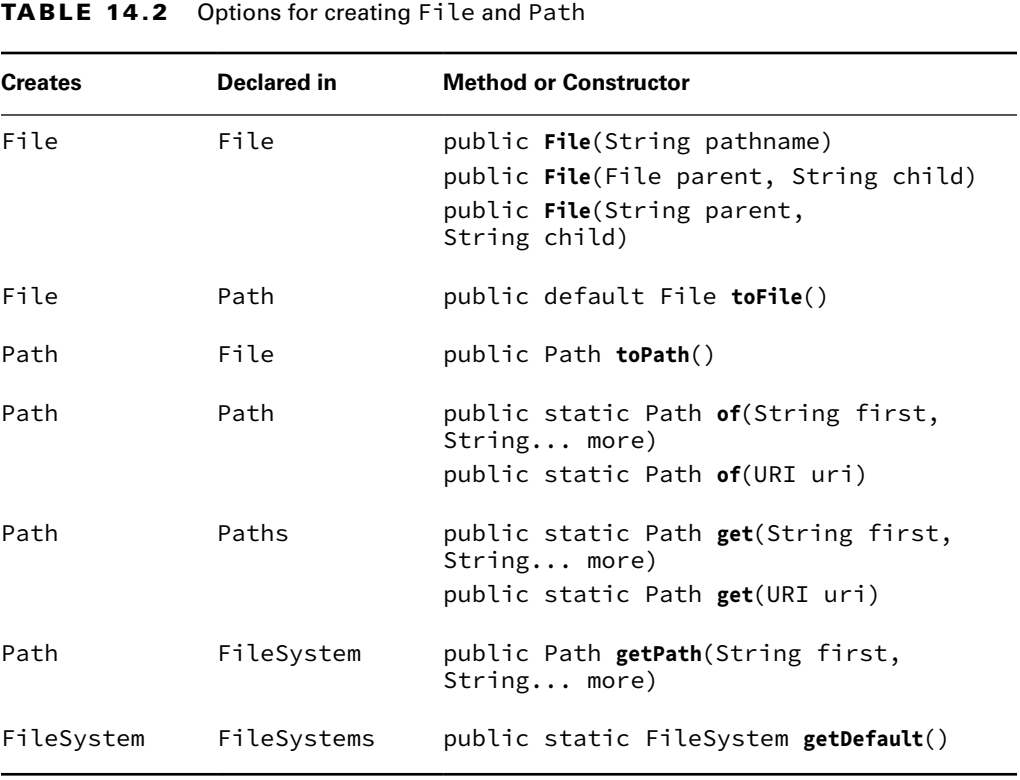 TABLE 14.2 Options for creating File and Path
Creates Declared in Method or Constructor
File File public File(String pathname)
public File(File parent, String child)
public File(String parent,
String child)
File Path public default File toFile()
Path File public Path toPath()
Path Path public static Path of(String first,
String... more)
public static Path of(URI uri)
Path Paths public static Path get(String first,
String... more)
public static Path get(URI uri)
Path FileSystem public Path getPath(String first,
String... more)
FileSystem FileSystems public static FileSystem getDefault()